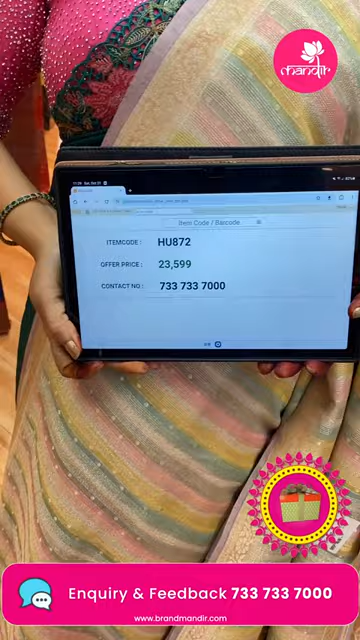 mandir
Item Code / Barcode
ITEMCODE : HU872
OFFER PRICE : 23,599
CONTACT NO : 733 733 7000
Enquiry & Feedback 733 733 7000
www.brandmandir.com